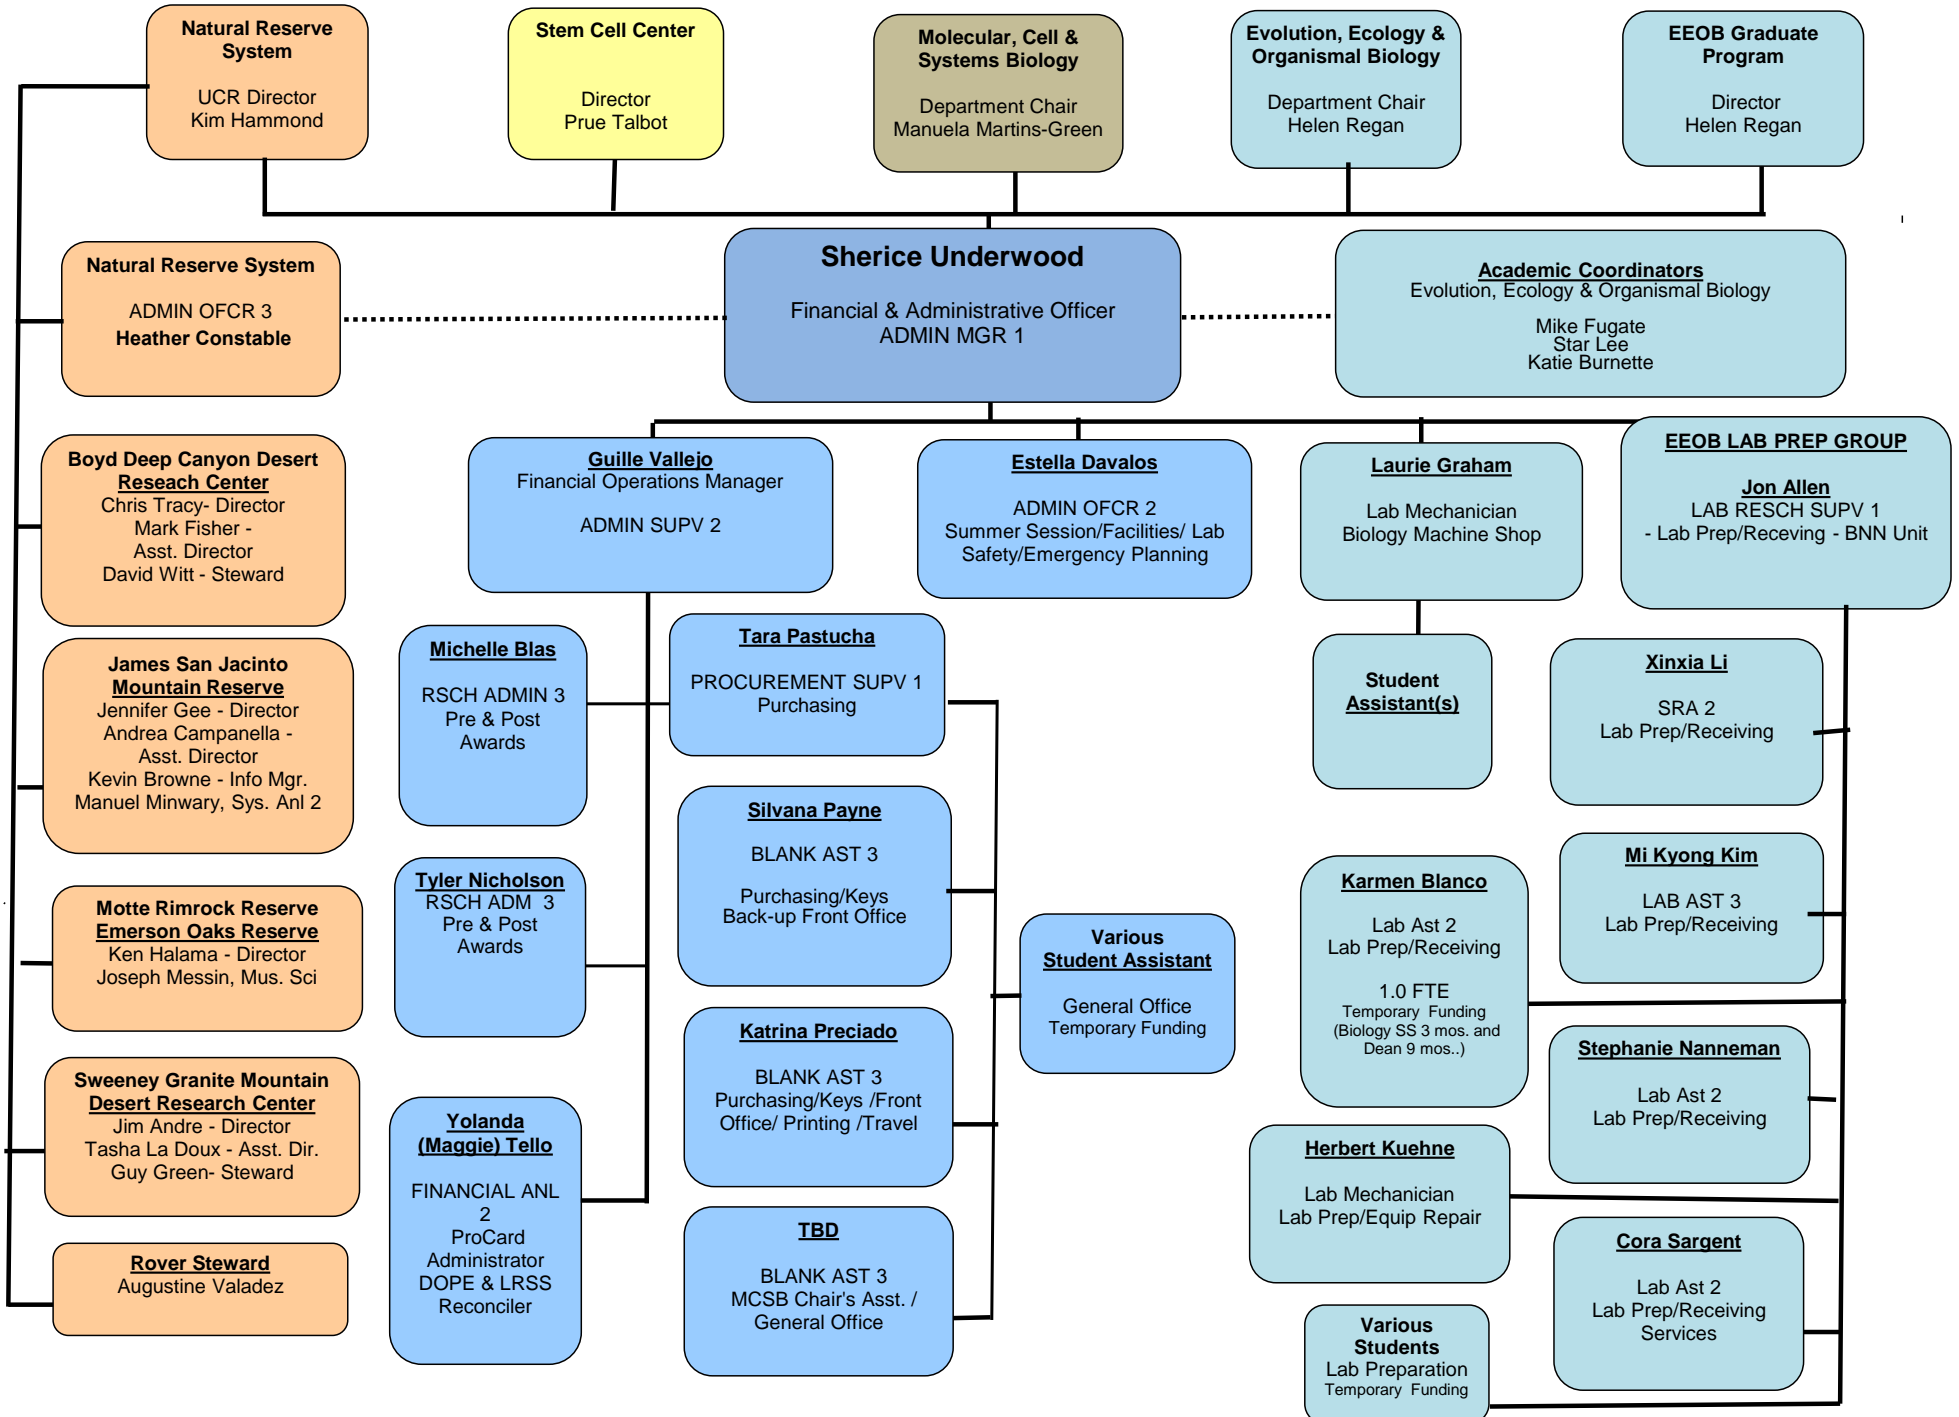 Natural Reserve
System
UCR Director
Kim Hammond
Stem Cell Center
Director
Prue Talbot
Molecular, Cell &
Systems Biology
Department Chair
Manuela Martins-Green
Evolution, Ecology &
Organismal Biology
Department Chair
Helen Regan
EEOB Graduate
Program
Director
Helen Regan
Natural Reserve System
ADMIN OFCR 3
Heather Constable
Sherice Underwood
Financial & Administrative Officer
ADMIN MGR 1
Academic Coordinators
Evolution, Ecology & Organismal Biology
Mike Fugate
Star Lee
Katie Burnette
Boyd Deep Canyon Desert
Reseach Center
Chris Tracy- Director
Mark Fisher -
Asst. Director
David Witt - Steward
Guille Vallejo
Financial Operations Manager
ADMIN SUPV 2
Estella Davalos
ADMIN OFCR 2
Summer Session/Facilities/ Lab
Safety/Emergency Planning
Laurie Graham
Lab Mechanician
Biology Machine Shop
EEOB LAB PREP GROUP
Jon Allen
LAB RESCH SUPV 1
- Lab Prep/Receving - BNN Unit
James San Jacinto
Mountain Reserve
Jennifer Gee - Director
Andrea Campanella -
Asst. Director
Kevin Browne - Info Mgr.
Manuel Minwary, Sys. Anl 2
Michelle Blas
RSCH ADMIN 3
Pre & Post
Awards
Tara Pastucha
PROCUREMENT SUPV 1
Purchasing
Student
Assistant(s)
Xinxia Li
SRA 2
Lab Prep/Receiving
Silvana Payne
BLANK AST 3
Purchasing/Keys
Back-up Front Office
Tyler Nicholson
RSCH ADM  3
Pre & Post
Awards
Karmen Blanco
Lab Ast 2
Lab Prep/Receiving
1.0 FTE
Temporary Funding
(Biology SS 3 mos. and
Dean 9 mos..)
Mi Kyong Kim
LAB AST 3
Lab Prep/Receiving
Motte Rimrock Reserve
Emerson Oaks Reserve
Ken Halama - Director
Joseph Messin, Mus. Sci
Various
Student Assistant
General Office
Temporary Funding
Katrina Preciado
BLANK AST 3
Purchasing/Keys /Front
Office/ Printing /Travel
Stephanie Nanneman
Lab Ast 2
Lab Prep/Receiving
Sweeney Granite Mountain
Desert Research Center
Jim Andre - Director
Tasha La Doux - Asst. Dir.
Guy Green- Steward
Yolanda
(Maggie) Tello
FINANCIAL ANL
2
ProCard
Administrator
DOPE & LRSS
Reconciler
Herbert Kuehne
Lab Mechanician
Lab Prep/Equip Repair
TBD
BLANK AST 3
MCSB Chair's Asst. /
General Office
Cora Sargent
Lab Ast 2
Lab Prep/Receiving
Services
Rover Steward
Augustine Valadez
Various
Students
Lab Preparation
Temporary  Funding